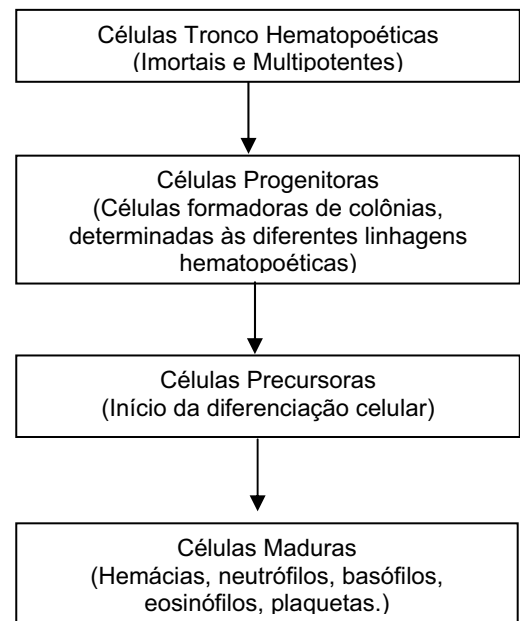 Células Tronco Hematopoéticas
(Imortais e Multipotentes)
Células Progenitoras
(Células formadoras de colônias,
determinadas às diferentes linhagens
hematopoéticas)
Células Precursoras
(Início da diferenciação celular)
Células Maduras
(Hemácias, neutrófilos, basófilos,
eosinófilos, plaquetas.)